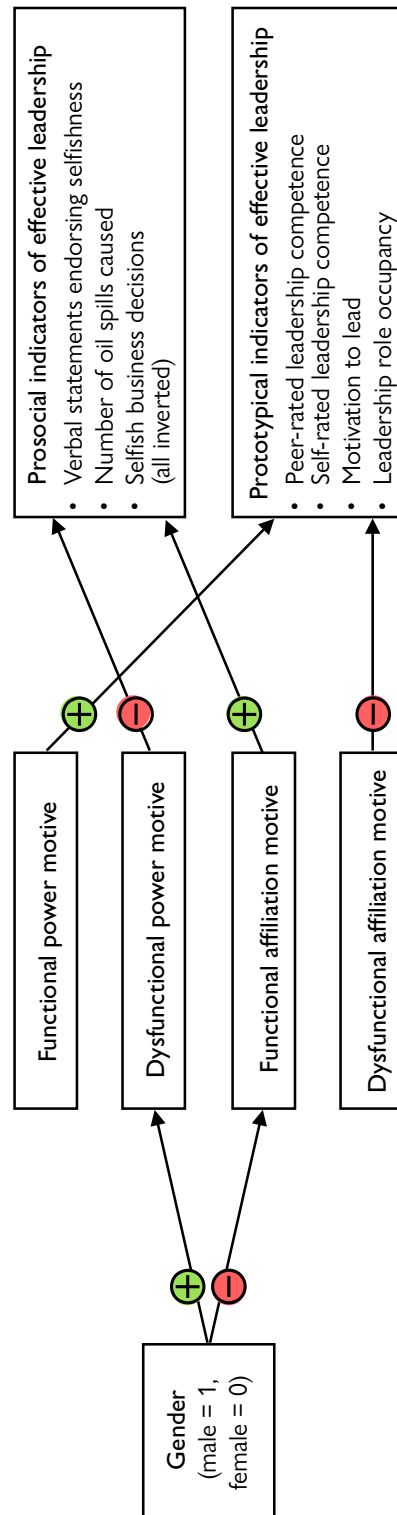 Gender
(male = 1,
female = 0)
+
−
Functional power motive
Dysfunctional power motive
Functional affiliation motive
Dysfunctional affiliation motive
+
−
+
−
Prosocial indicators of effective leadership
• Verbal statements endorsing selfishness
• Number of oil spills caused
• Selfish business decisions
(all inverted)
Prototypical indicators of effective leadership
• Peer-rated leadership competence
• Self-rated leadership competence
• Motivation to lead
• Leadership role occupancy